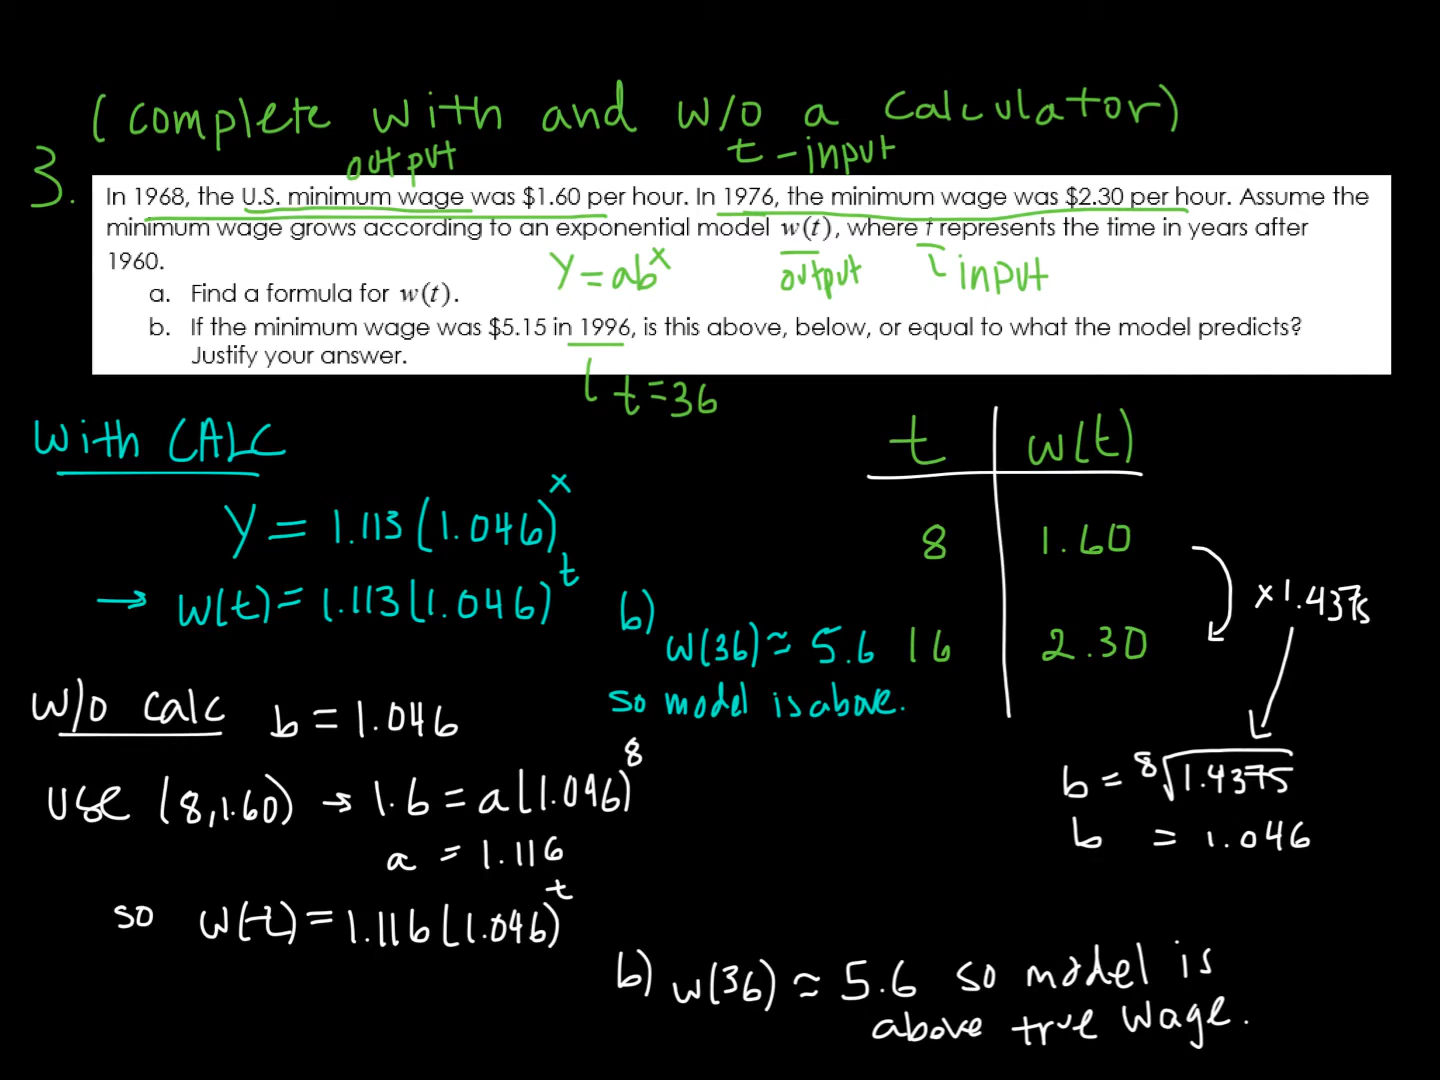 (complete with and w/o a calculator)
3.
output
t - input
In 1968, the U.S. minimum wage was $1.60 per hour. In 1976, the minimum wage was $2.30 per hour. Assume the
minimum wage grows according to an exponential model w(t), where t represents the time in years after
1960.
y = ab^x
output
input
a. Find a formula for w(t).
b. If the minimum wage was $5.15 in 1996, is this above, below, or equal to what the model predicts?
Justify your answer.
t = 36
With CALC
y = 1.113(1.046)^x
→ w(t) = 1.113(1.046)^t
b)
w(36) ≈ 5.6
so model is above.
t | w(t)
8 | 1.60
16 | 2.30
x 1.4375
b = ⁸√1.4375
b = 1.046
w/o calc b = 1.046
use (8,1.60) → 1.6 = a(1.046)^8
a = 1.116
so w(t) = 1.116(1.046)^t
b) w(36) ≈ 5.6 so model is
above true wage.